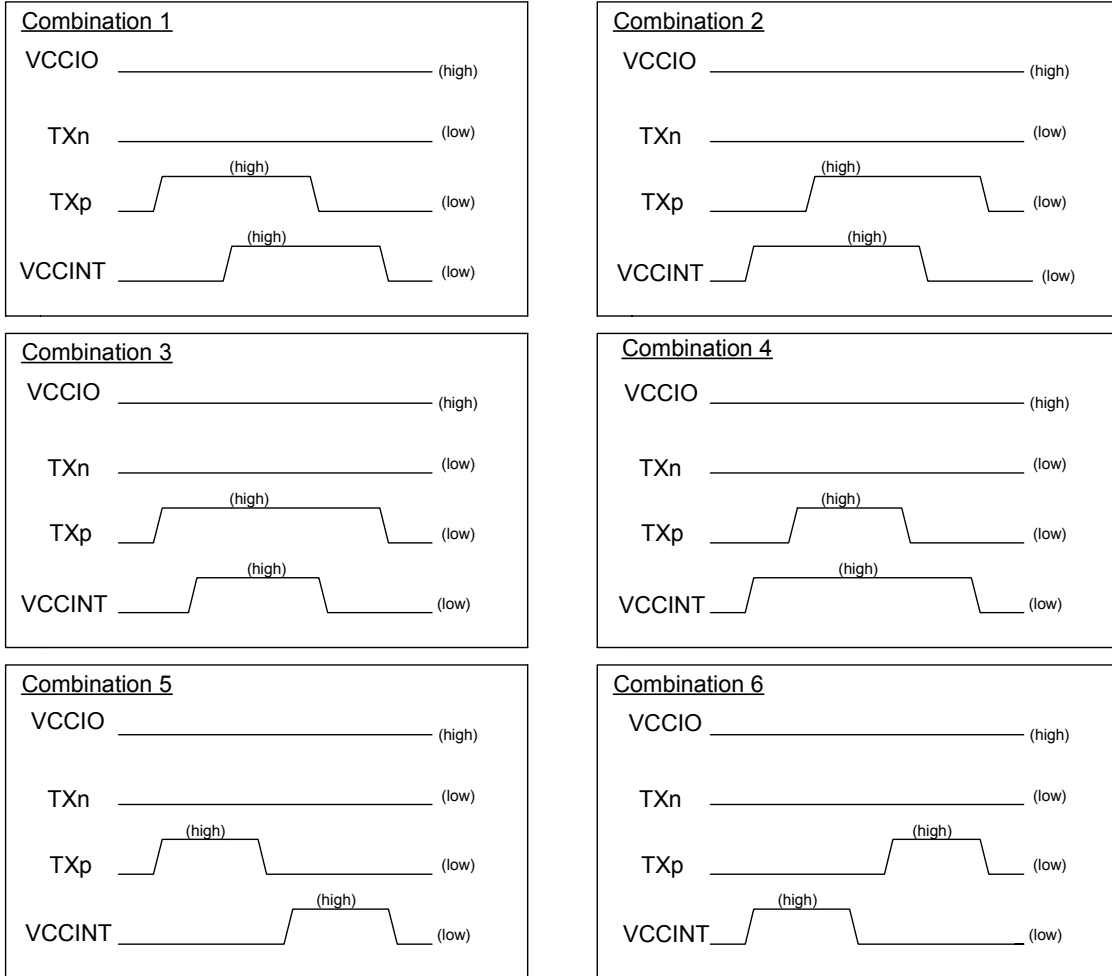 Combination 1
VCCIO
(high)
TXn
(low)
(high)
TXp
(low)
(high)
VCCINT
(low)
Combination 2
VCCIO
(high)
TXn
(low)
(high)
TXp
(low)
(high)
VCCINT
(low)
Combination 3
VCCIO
(high)
TXn
(low)
(high)
TXp
(low)
(high)
VCCINT
(low)
Combination 4
VCCIO
(high)
TXn
(low)
(high)
TXp
(low)
(high)
VCCINT
(low)
Combination 5
VCCIO
(high)
TXn
(low)
(high)
TXp
(low)
(high)
VCCINT
(low)
Combination 6
VCCIO
(high)
TXn
(low)
(high)
TXp
(low)
(high)
VCCINT
(low)